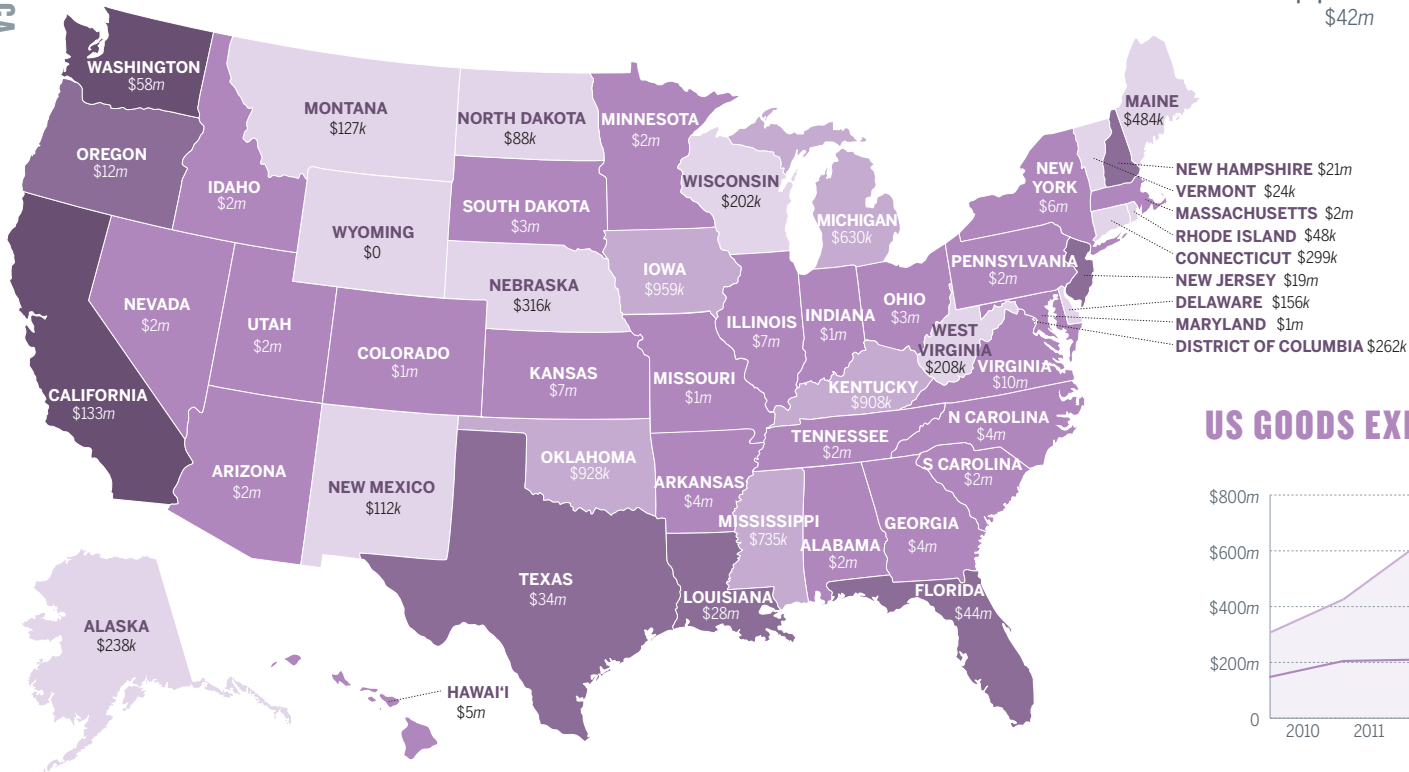 CA
$42m
WASHINGTON
$58m
OREGON
$12m
CALIFORNIA
$133m
IDAHO
$2m
NEVADA
$2m
MONTANA
$127k
WYOMING
$0
UTAH
$2m
ARIZONA
$2m
COLORADO
$1m
NEW MEXICO
$112k
NORTH DAKOTA
$88k
SOUTH DAKOTA
$3m
NEBRASKA
$316k
KANSAS
$7m
OKLAHOMA
$928k
TEXAS
$34m
MINNESOTA
$2m
IOWA
$959k
MISSOURI
$1m
ARKANSAS
$4m
LOUISIANA
$28m
WISCONSIN
$202k
ILLINOIS
$7m
MICHIGAN
$630k
INDIANA
$1m
OHIO
$3m
KENTUCKY
$908k
TENNESSEE
$2m
MISSISSIPPI
$735k
ALABAMA
$2m
GEORGIA
$4m
FLORIDA
$44m
S CAROLINA
$2m
N CAROLINA
$4m
VIRGINIA
$10m
WEST
VIRGINIA
$208k
PENNSYLVANIA
$2m
NEW
YORK
$6m
MAINE
$484k
NEW HAMPSHIRE $21m
VERMONT $24k
MASSACHUSETTS $2m
RHODE ISLAND $48k
CONNECTICUT $299k
NEW JERSEY $19m
DELAWARE $156k
MARYLAND $1m
DISTRICT OF COLUMBIA $262k
ALASKA
$238k
HAWAI‘I
$5m
US GOODS EX
$800m
$600m
$400m
$200m
0
2010 2011